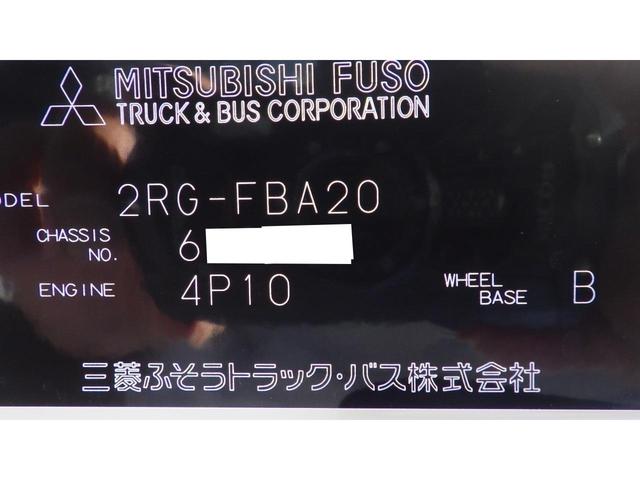 MITSUBISHI FUSO
TRUCK & BUS CORPORATION
ODEL 2RG-FBA20
CHASSIS NO. 6
ENGINE 4P10
WHEEL BASE B
三菱ふそうトラック・バス株式会社